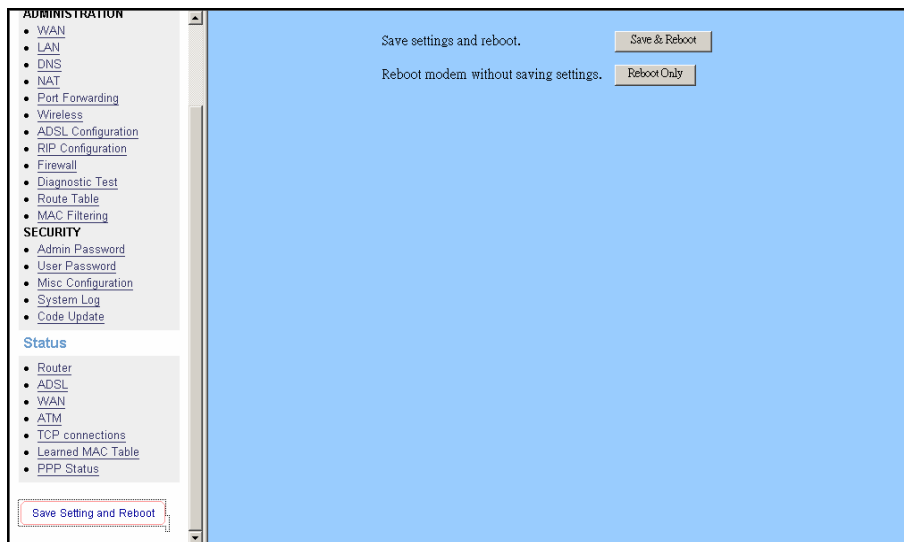 ADMINISTRATION
WAN
LAN
DNS
NAT
Port Forwarding
Wireless
ADSL Configuration
RIP Configuration
Firewall
Diagnostic Test
Route Table
MAC Filtering
SECURITY
Admin Password
User Password
Misc Configuration
System Log
Code Update
Status
Router
ADSL
WAN
ATM
TCP connections
Learned MAC Table
PPP Status
Save Setting and Reboot
Save settings and reboot. Save & Reboot
Reboot modem without saving settings. Reboot Only